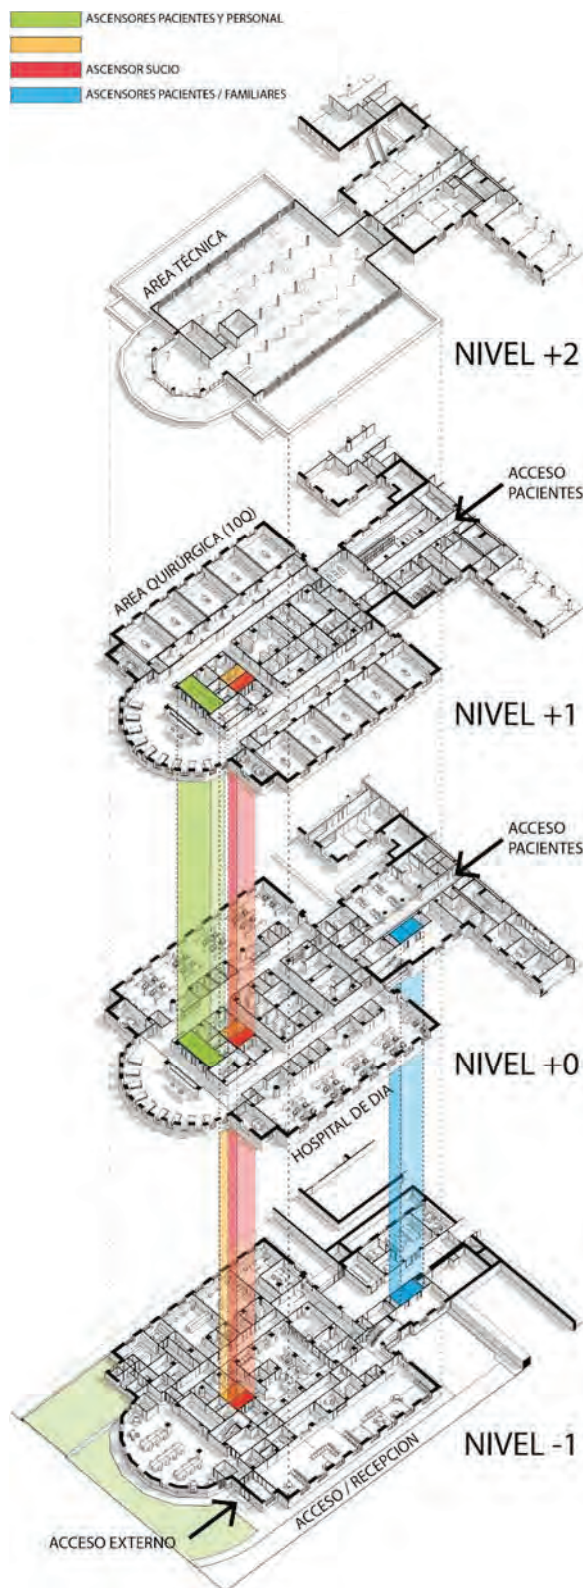 ASCENSORES PACIENTES Y PERSONAL
ASCENSOR SUCIO
ASCENSORES PACIENTES / FAMILIARES
AREA TÉCNICA
NIVEL +2
ACCESO
PACIENTES
AREA QUIRÚRGICA (10Q)
NIVEL +1
ACCESO
PACIENTES
NIVEL +0
HOSPITAL DE DIA
NIVEL -1
ACCESO / RECEPCION
ACCESO EXTERNO